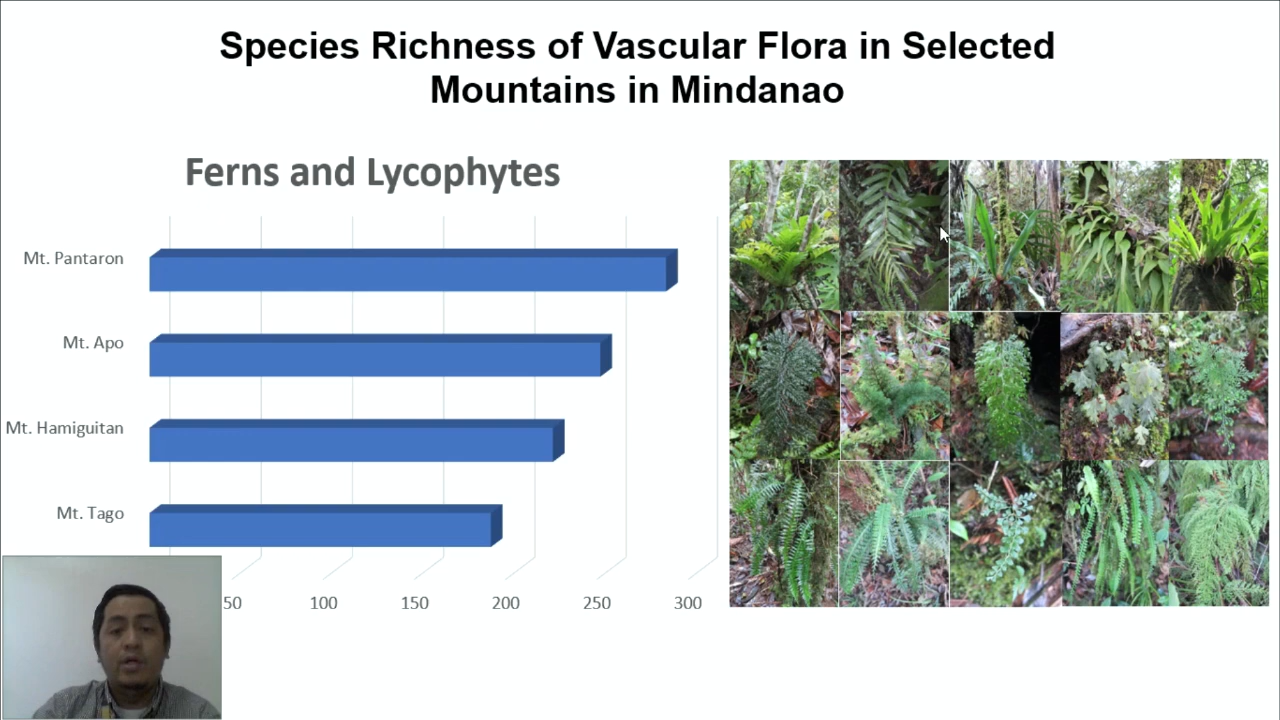 Species Richness of Vascular Flora in Selected
Mountains in Mindanao
Ferns and Lycophytes
Mt. Pantaron
Mt. Apo
Mt. Hamiguitan
Mt. Tago
50 100 150 200 250 300